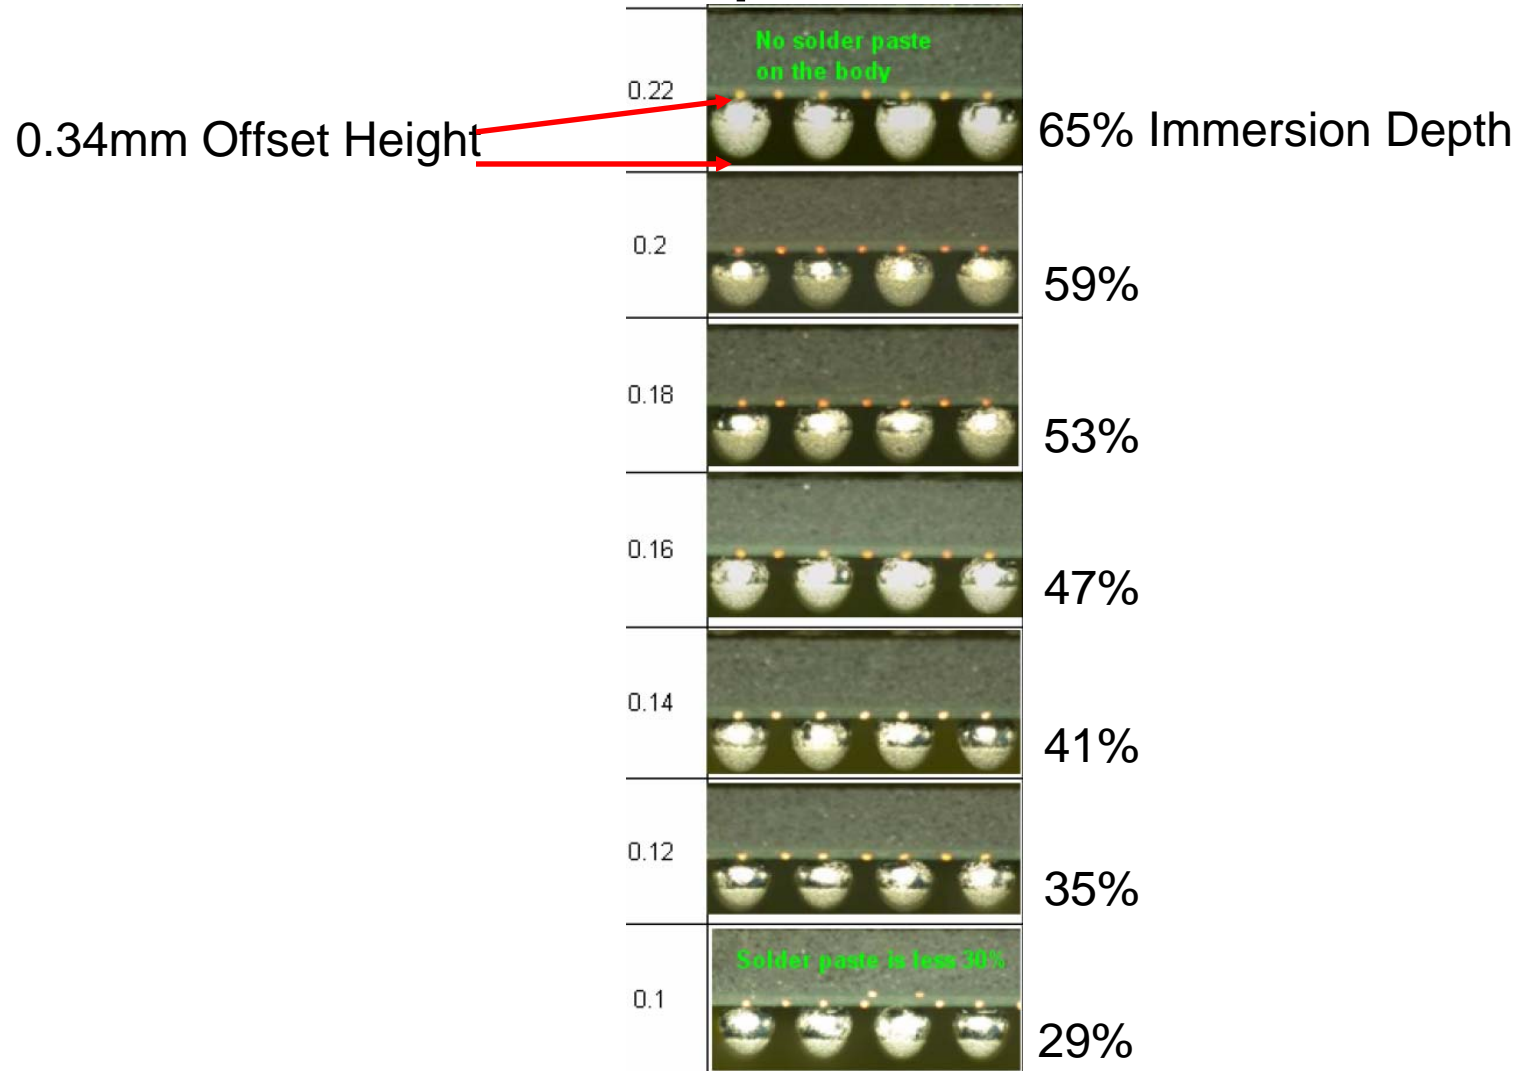 No solder paste
on the body
0.22
0.34mm Offset Height
65% Immersion Depth
0.2
59%
0.18
53%
0.16
47%
0.14
41%
0.12
35%
Solder paste is less 30%
0.1
29%